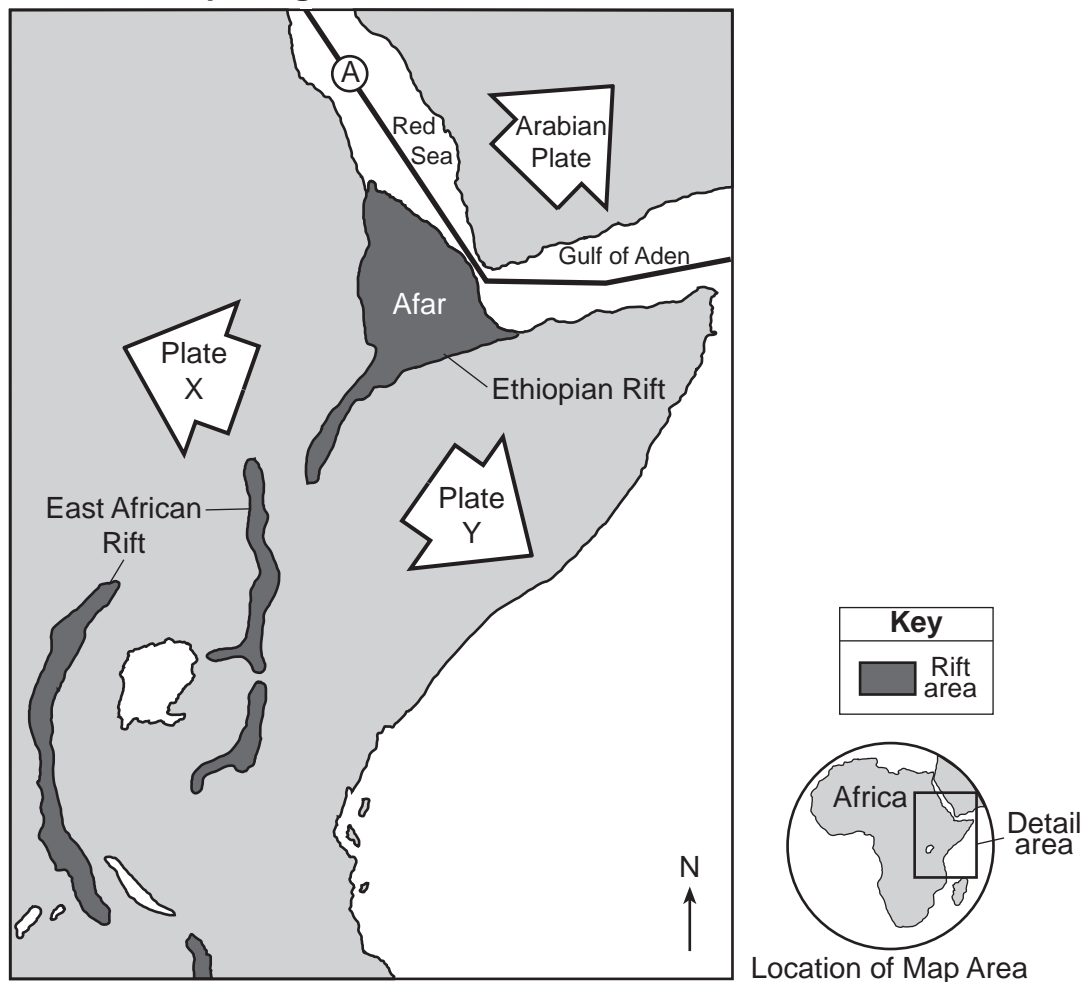 A
Red
Sea
Arabian
Plate
Gulf of Aden
Afar
Plate
X
Ethiopian Rift
Plate
Y
East African
Rift
Key
Rift
area
Africa
Detail
area
N
Location of Map Area